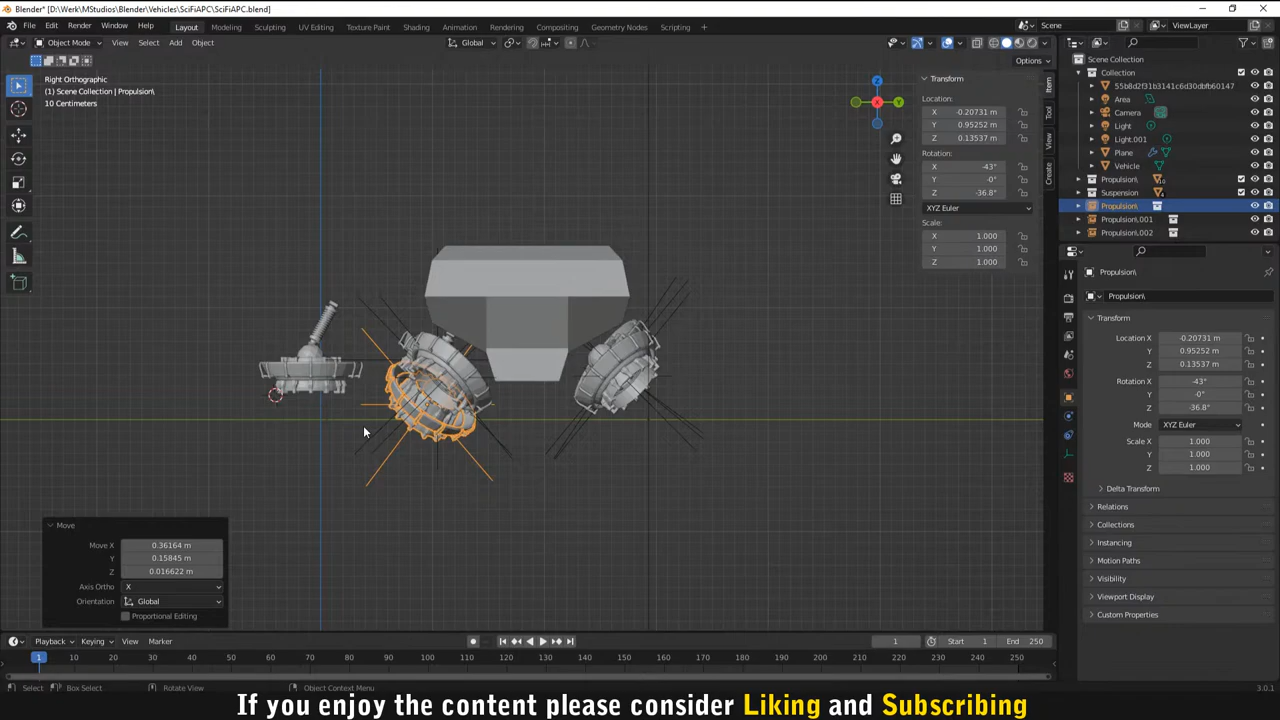 Blender* [D:\Werk\MStudios\Blender\Vehicles\SciFiAPC\SciFiAPC.blend]
File Edit Render Window Help Layout Modeling Sculpting UV Editing Texture Paint Shading Animation Rendering Compositing Geometry Nodes Scripting Scene ViewLayer
Object Mode View Select Add Object Global
Options
Right Orthographic
(1) Scene Collection | Propulsion\
10 Centimeters
Z
X
Y
Transform
Location:
X -0.20731 m
Y 0.95252 m
Z 0.13537 m
Rotation:
X -43°
Y -0°
Z -36.8°
XYZ Euler
Scale:
X 1.000
Y 1.000
Z 1.000
Item
Tool
View
Create
Scene Collection
Collection
55b8d2f31b3141c6d30dbfb60147
Area
Camera
Light
Light.001
Plane
Vehicle
Propulsion\
Suspension
Propulsion\
Propulsion\.001
Propulsion\.002
Propulsion\
Propulsion\
Transform
Location X -0.20731 m
Y 0.95252 m
Z 0.13537 m
Rotation X -43°
Y -0°
Z -36.8°
Mode XYZ Euler
Scale X 1.000
Y 1.000
Z 1.000
Delta Transform
Relations
Collections
Instancing
Motion Paths
Visibility
Viewport Display
Custom Properties
Move
Move X 0.36164 m
Y 0.15845 m
Z 0.016622 m
Axis Ortho X
Orientation Global
Proportional Editing
Playback Keying View Marker 1 Start 1 End 250
1 10 20 30 40 50 60 70 80 90 100 110 120 130 140 150 160 170 180 190 200 210 220 230 240 250
Select Box Select Rotate View Object Context Menu 3.0.1
If you enjoy the content please consider Liking and Subscribing